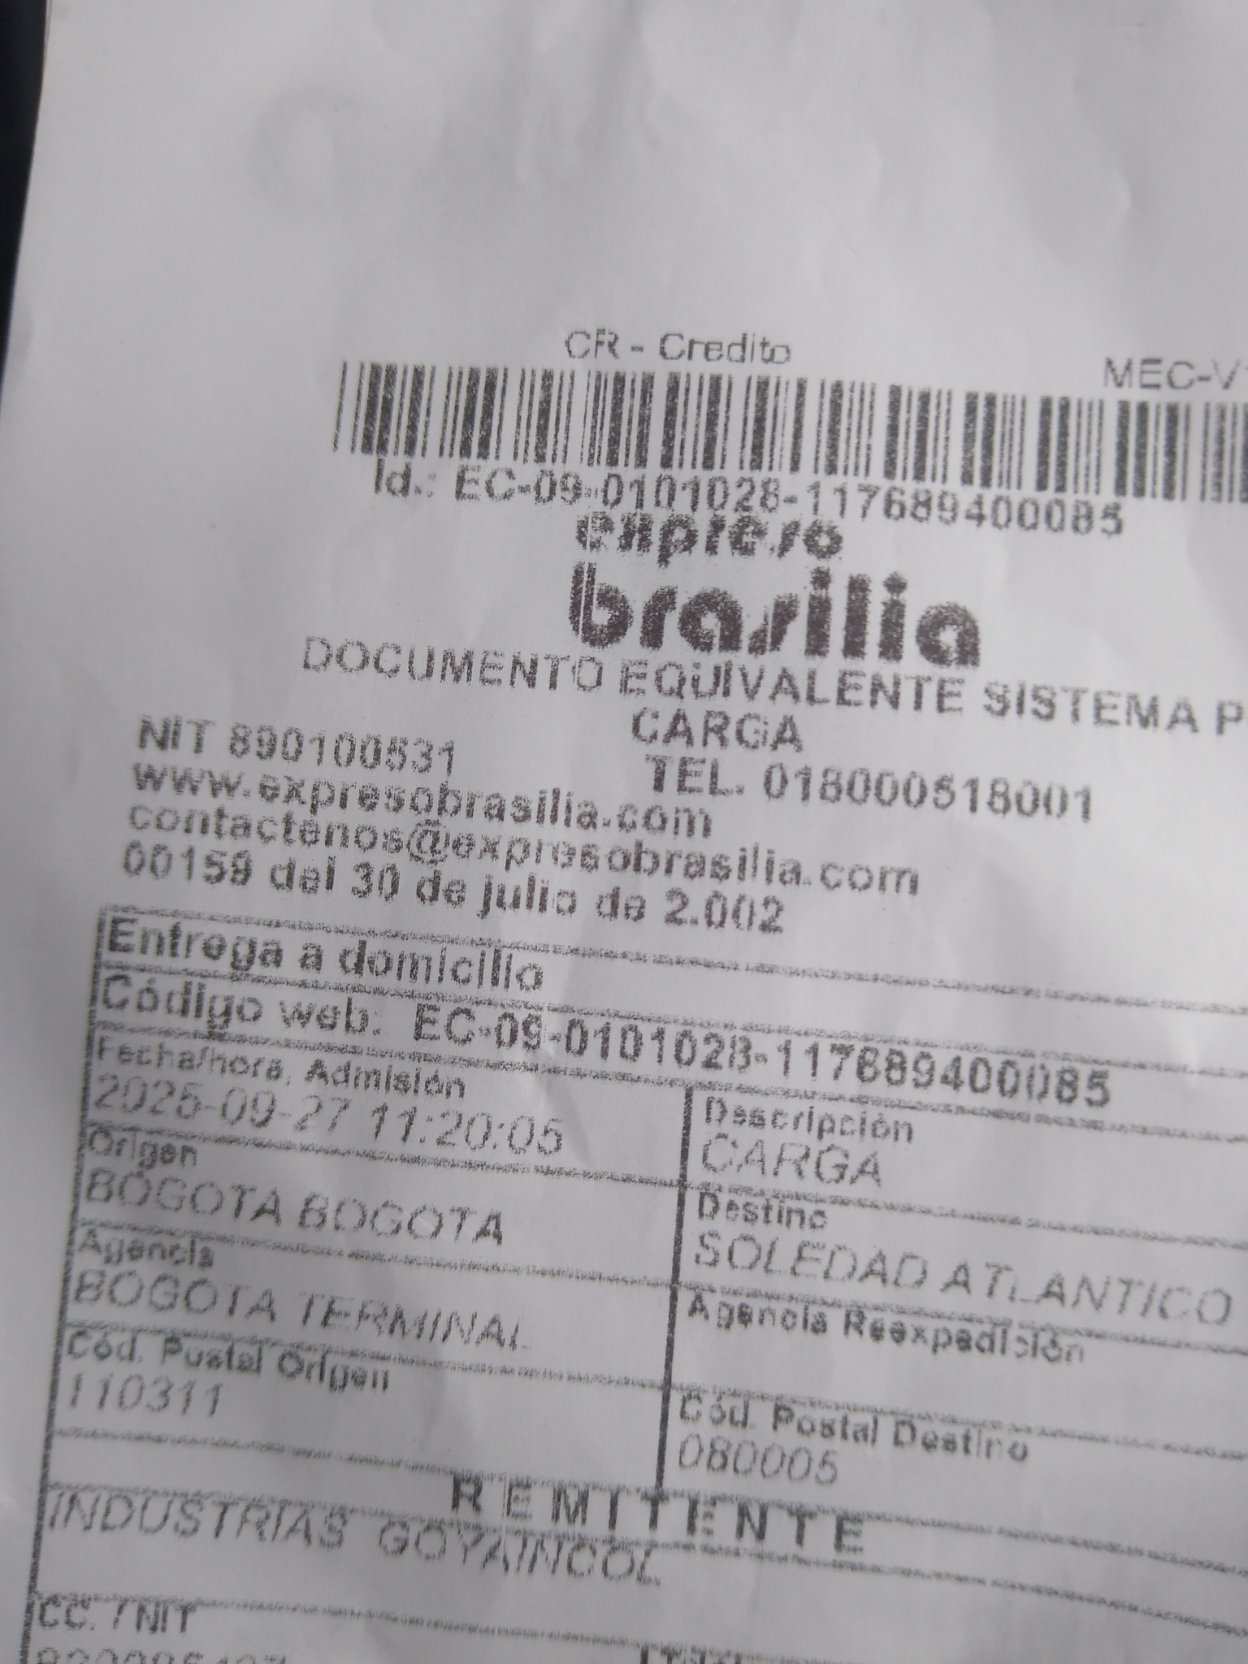 CR - Credito
MEC-V
Id.: EC-09-0101028-117689400085
expreso
brasilia
DOCUMENTO EQUIVALENTE SISTEMA P
CARGA
NIT 890100531
TEL. 018000518001
www.expresobrasilia.com
contactenos@expresobrasilia.com
00159 del 30 de julio de 2.002
Entrega a domicilio
Código web: EC-09-0101028-117689400085
Fecha/hora, Admisión
2025-09-27 11:20:05
Descripción
CARGA
Origen
BOGOTA BOGOTA
Destino
SOLEDAD ATLANTICO
Agencia
BOGOTA TERMINAL
Agencia Reexpedición
Cód. Postal Origen
110311
Cód. Postal Destino
080005
REMITENTE
INDUSTRIAS GOYAINCOL
CC. / NIT